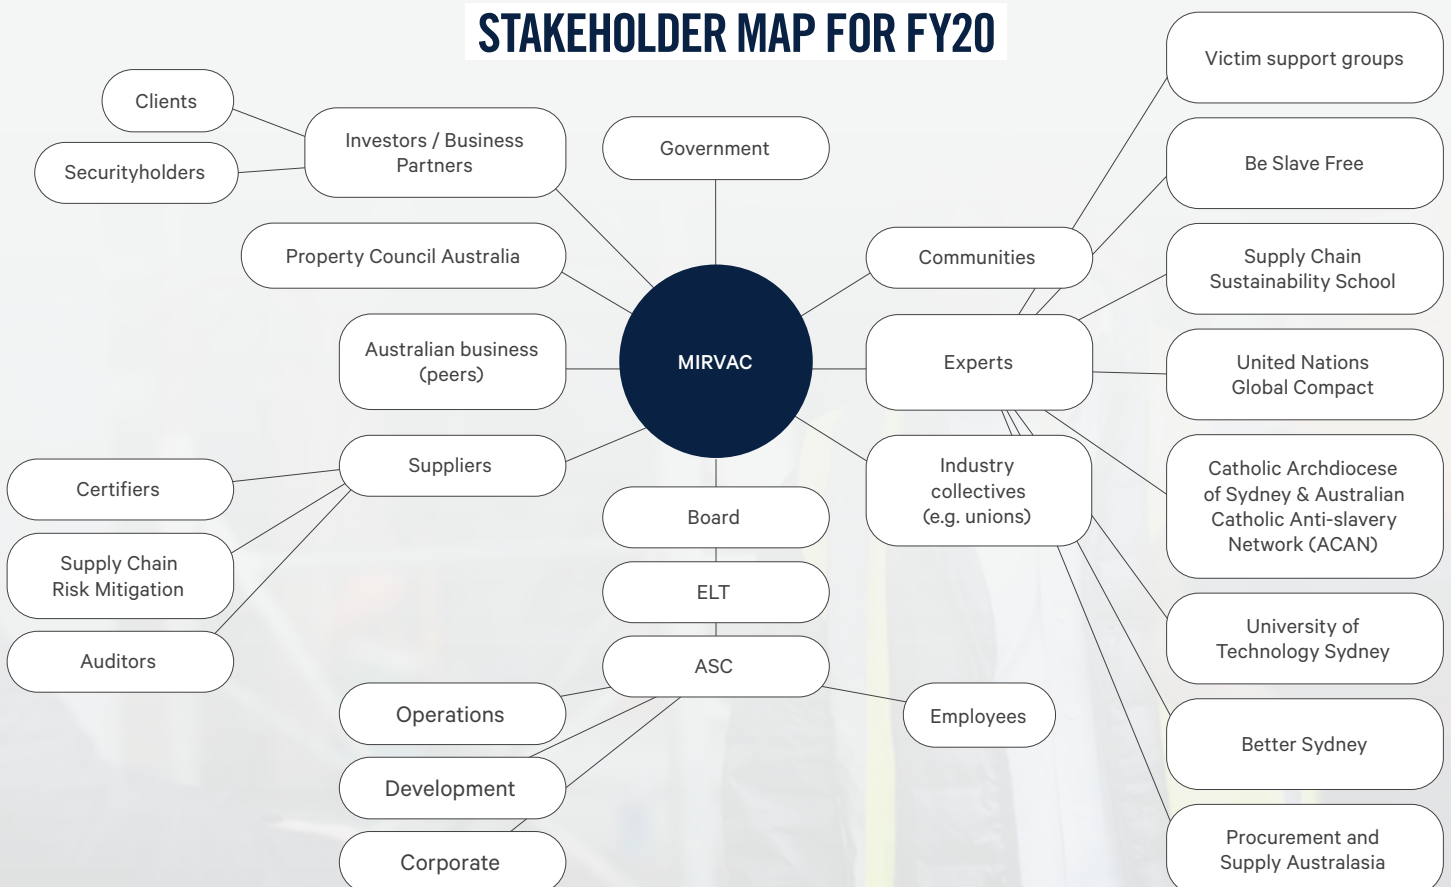 STAKEHOLDER MAP FOR FY20
Clients
Securityholders
Investors / Business
Partners
Government
Property Council Australia
Australian business
(peers)
MIRVAC
Communities
Experts
Industry
collectives
(e.g. unions)
Suppliers
Certifiers
Supply Chain
Risk Mitigation
Auditors
Board
ELT
ASC
Operations
Development
Corporate
Employees
Victim support groups
Be Slave Free
Supply Chain
Sustainability School
United Nations
Global Compact
Catholic Archdiocese
of Sydney & Australian
Catholic Anti-slavery
Network (ACAN)
University of
Technology Sydney
Better Sydney
Procurement and
Supply Australasia